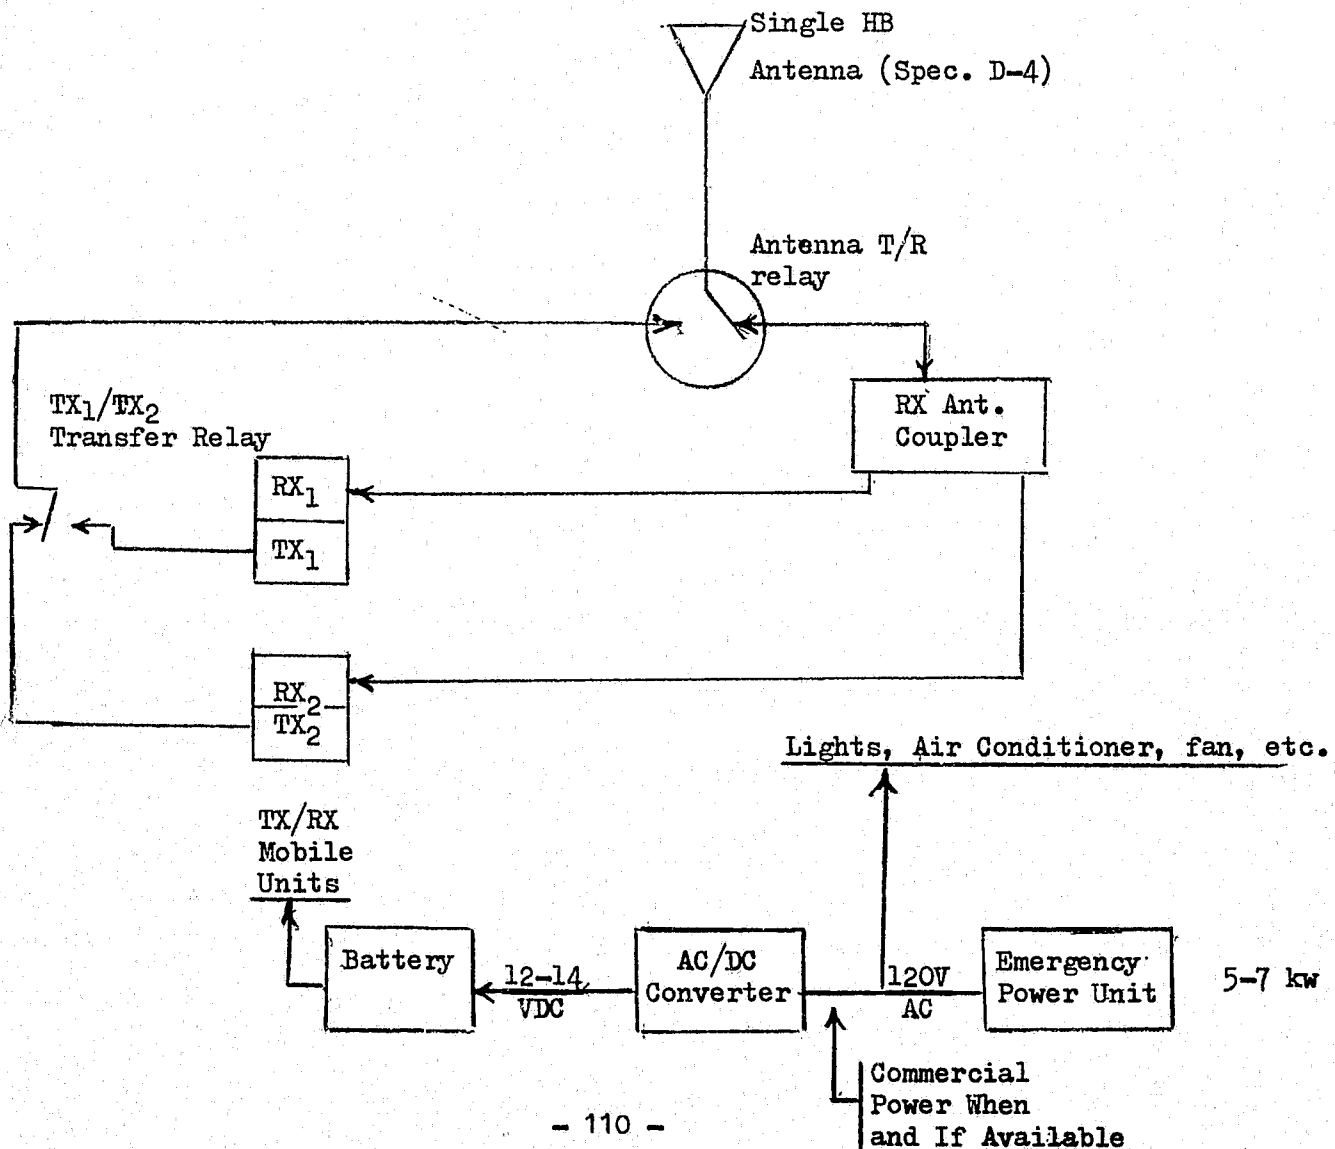 Single HB
Antenna (Spec. D-4)
Antenna T/R
relay
TX1/TX2
Transfer Relay
RX Ant.
Coupler
RX1
TX1
RX2
TX2
Lights, Air Conditioner, fan, etc.
TX/RX
Mobile
Units
Battery
12-14
VDC
AC/DC
Converter
120V
AC
Emergency
Power Unit
5-7 kw
Commercial
Power When
and If Available
- 110 -